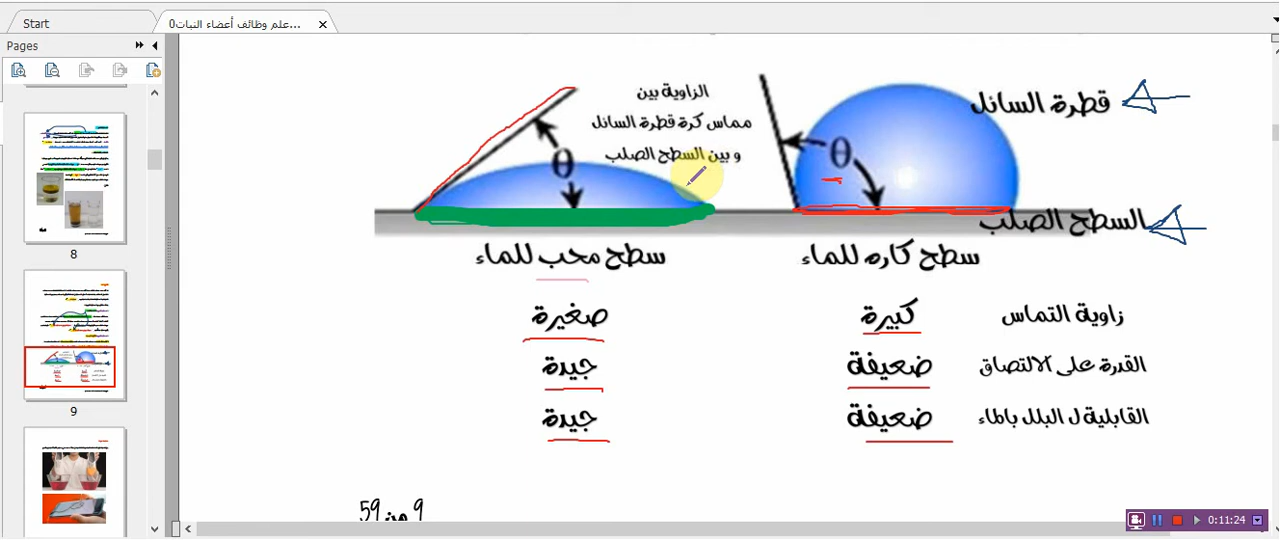 Start
علم وظائف أعضاء النبات0...
Pages
8
9
الزاوية بين
مماس كرة قطرة السائل
و بين السطح الصلب
θ
θ
قطرة السائل
السطح الصلب
سطح محب للماء
سطح كاره للماء
زاوية التماس كبيرة صغيرة
القدرة على الالتصاق ضعيفة جيدة
القابلية ل البلل بالماء ضعيفة جيدة
9 من 59
0:11:24